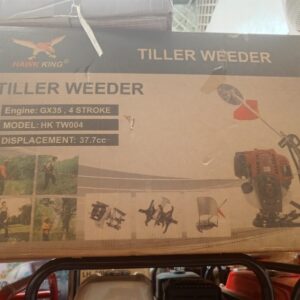 HAWK KING
TILLER WEEDER
TILLER WEEDER
Engine: GX35 , 4 STROKE
MODEL: HK TW004
DISPLACEMENT: 37.7cc